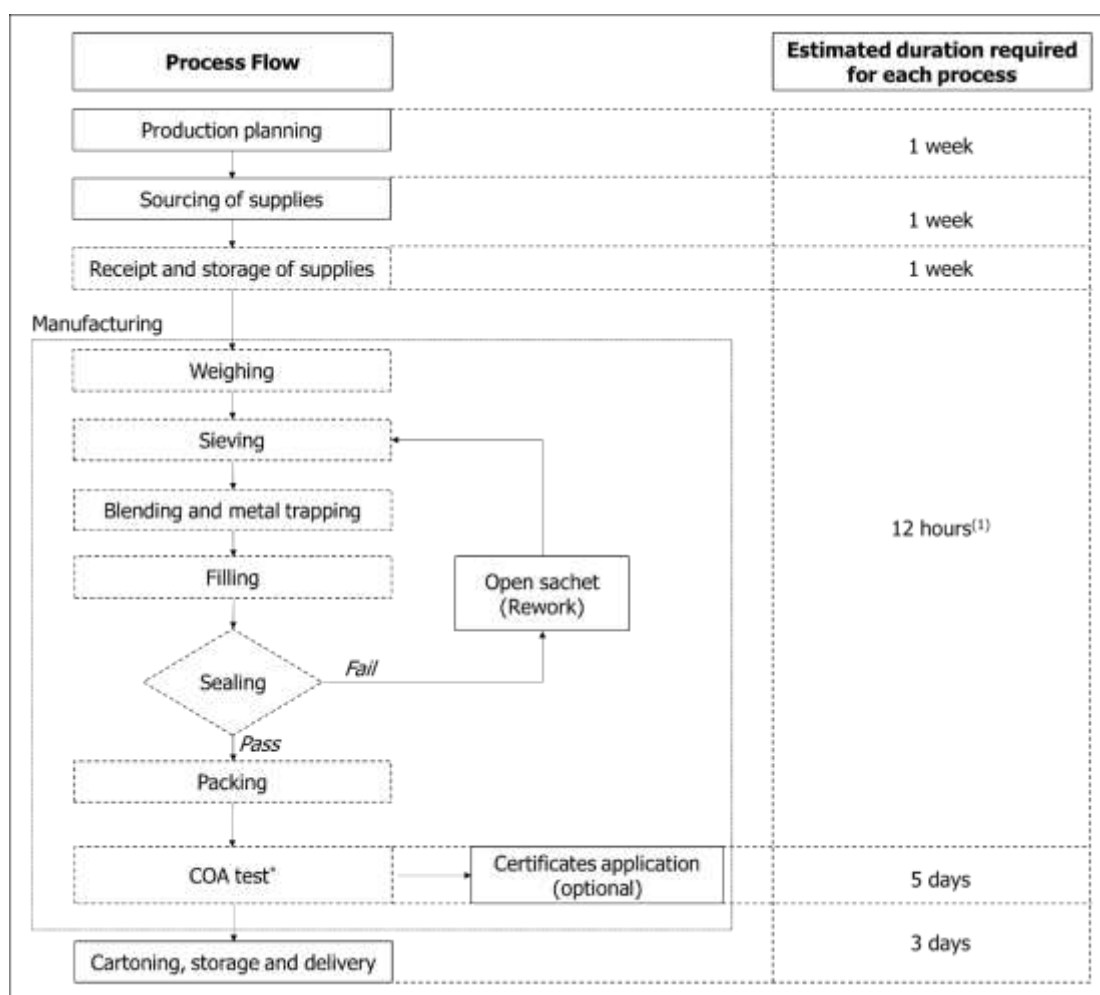 Process Flow
Estimated duration required
for each process
Production planning
1 week
Sourcing of supplies
1 week
Receipt and storage of supplies
1 week
Manufacturing
Weighing
Sieving
Blending and metal trapping
12 hours(1)
Filling
Open sachet
(Rework)
Sealing
Fail
Pass
Packing
COA test*
Certificates application
(optional)
5 days
Cartoning, storage and delivery
3 days